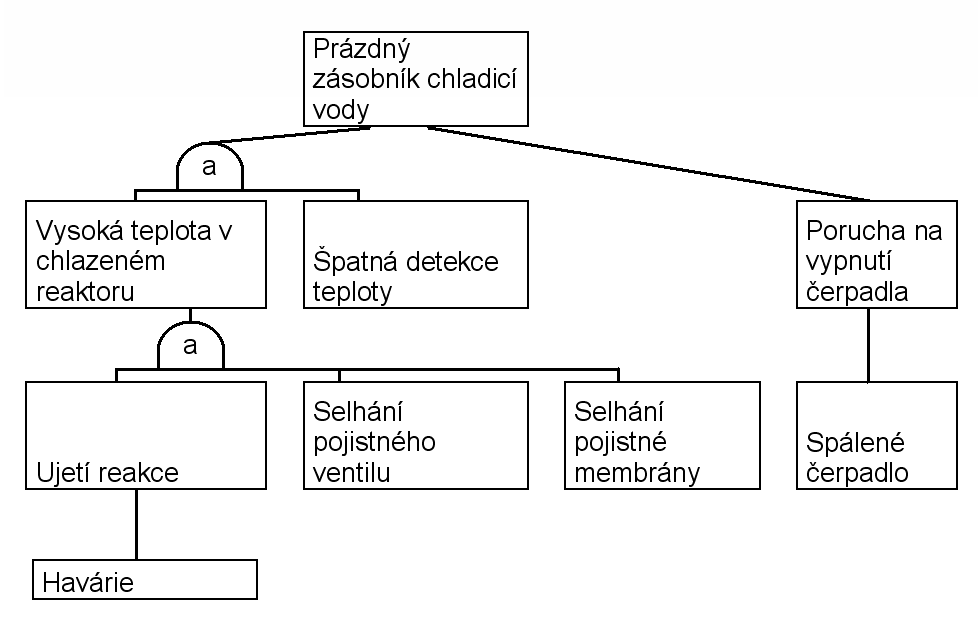 Prázdný
zásobník chladicí
vody
a
Vysoká teplota v
chlazeném
reaktoru
Špatná detekce
teploty
Porucha na
vypnutí
čerpadla
a
Ujetí reakce
Selhání
pojistného
ventilu
Selhání
pojistné
membrány
Spálené
čerpadlo
Havárie